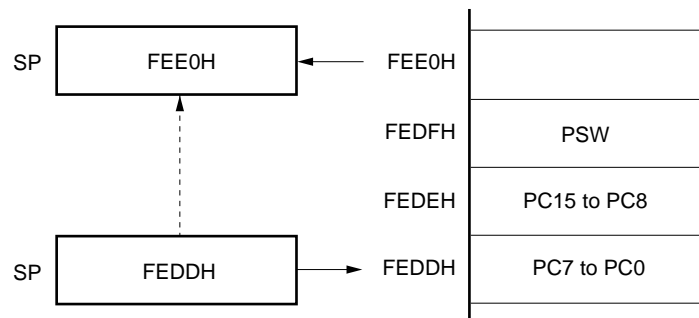 SP FEE0H FEE0H
FEDFH PSW
FEDEH PC15 to PC8
SP FEDDH FEDDH PC7 to PC0